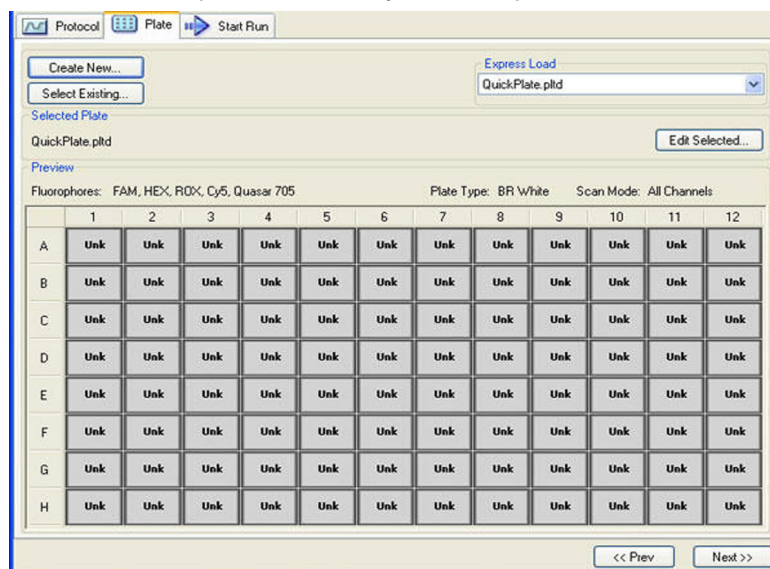 Protocol Plate Start Run
Create New...
Select Existing...
Express Load
QuickPlate.pltd
Selected Plate
QuickPlate.pltd
Edit Selected...
Preview
Fluorophores: FAM, HEX, ROX, Cy5, Quasar 705 Plate Type: BR White Scan Mode: All Channels
1 2 3 4 5 6 7 8 9 10 11 12
A Unk Unk Unk Unk Unk Unk Unk Unk Unk Unk Unk Unk
B Unk Unk Unk Unk Unk Unk Unk Unk Unk Unk Unk Unk
C Unk Unk Unk Unk Unk Unk Unk Unk Unk Unk Unk Unk
D Unk Unk Unk Unk Unk Unk Unk Unk Unk Unk Unk Unk
E Unk Unk Unk Unk Unk Unk Unk Unk Unk Unk Unk Unk
F Unk Unk Unk Unk Unk Unk Unk Unk Unk Unk Unk Unk
G Unk Unk Unk Unk Unk Unk Unk Unk Unk Unk Unk Unk
H Unk Unk Unk Unk Unk Unk Unk Unk Unk Unk Unk Unk
<< Prev Next >>